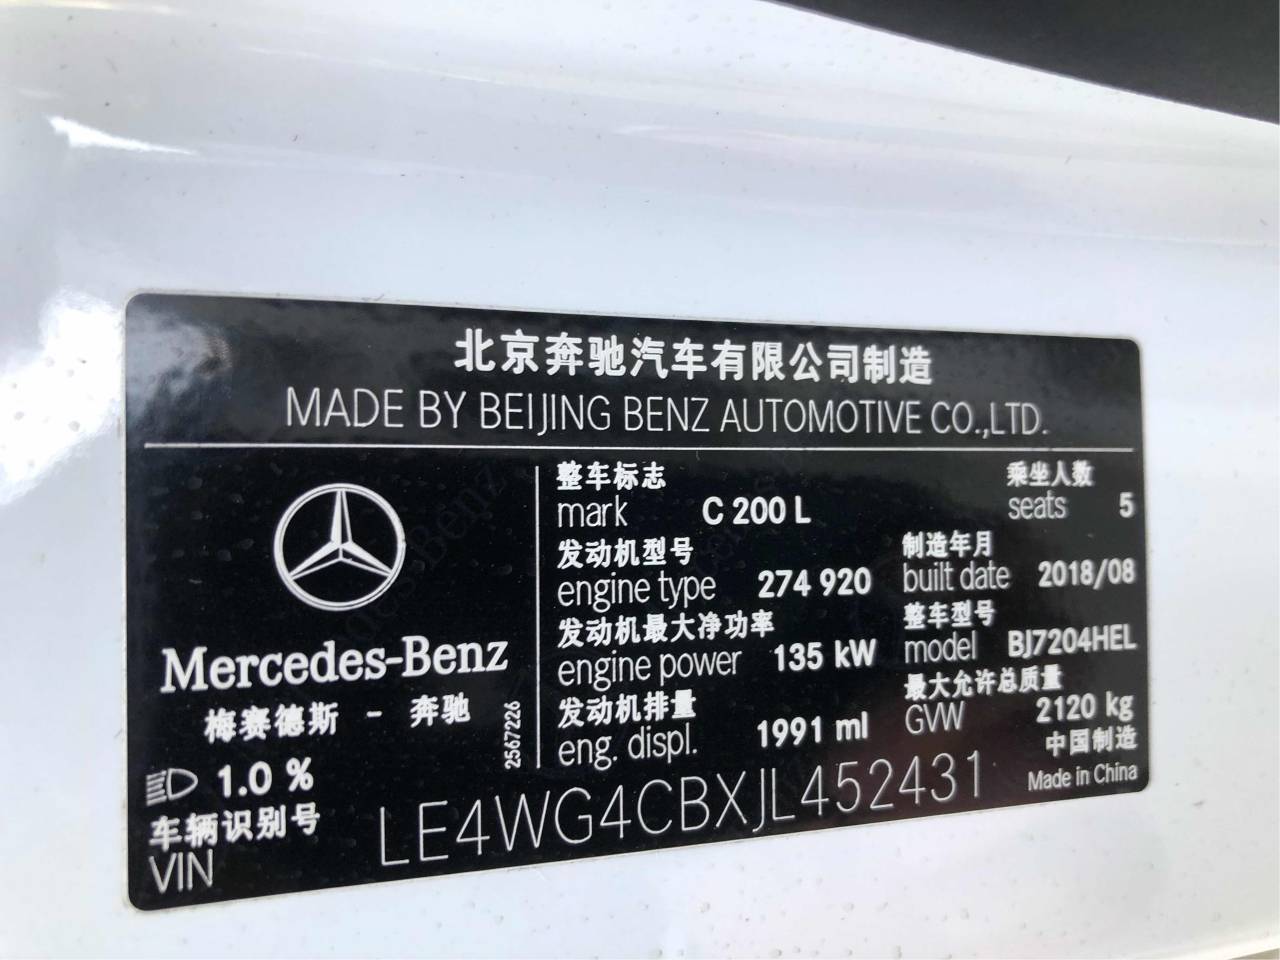 北京奔驰汽车有限公司制造
MADE BY BEIJING BENZ AUTOMOTIVE CO.,LTD.
整车标志
mark C 200 L
乘坐人数
seats 5
发动机型号
engine type 274 920
制造年月
built date 2018/08
发动机最大净功率
engine power 135 kW
整车型号
model BJ7204HEL
发动机排量
eng. displ. 1991 ml
最大允许总质量
GVW 2120 kg
中国制造
Made in China
Mercedes-Benz
梅赛德斯 - 奔驰
2567226
1.0 %
车辆识别号
VIN LE4WG4CBXJL452431